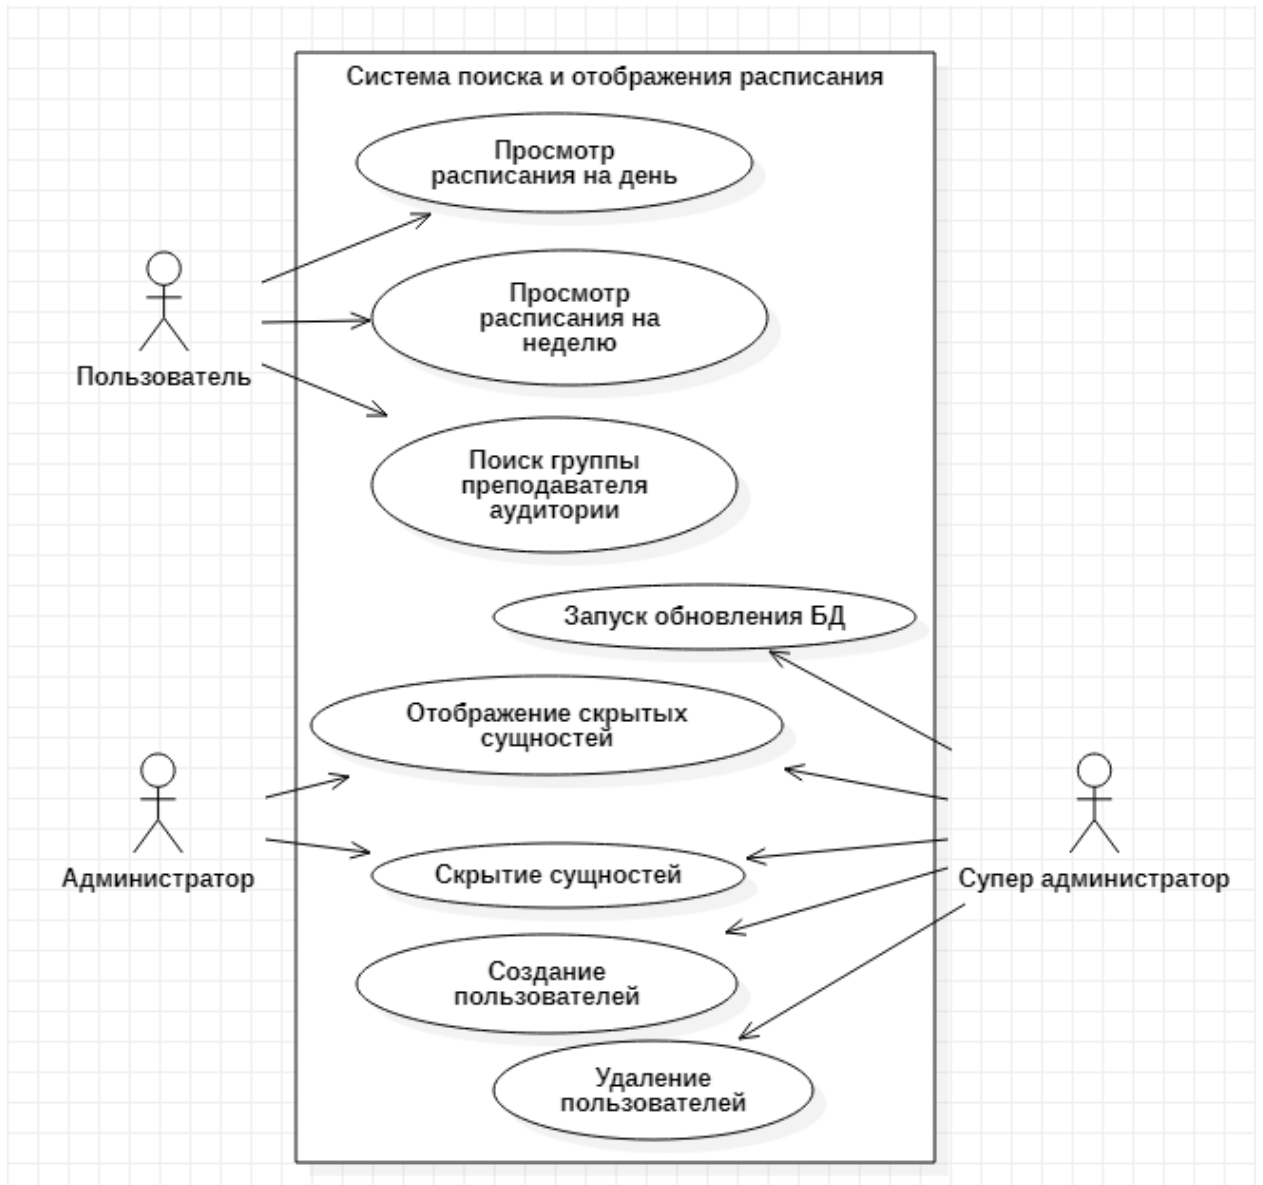 Система поиска и отображения расписания
Просмотр
расписания на день
Просмотр
расписания на
неделю
Пользователь
Поиск группы
преподавателя
аудитории
Запуск обновления БД
Отображение скрытых
сущностей
Администратор
Скрытие сущностей
Супер администратор
Создание
пользователей
Удаление
пользователей